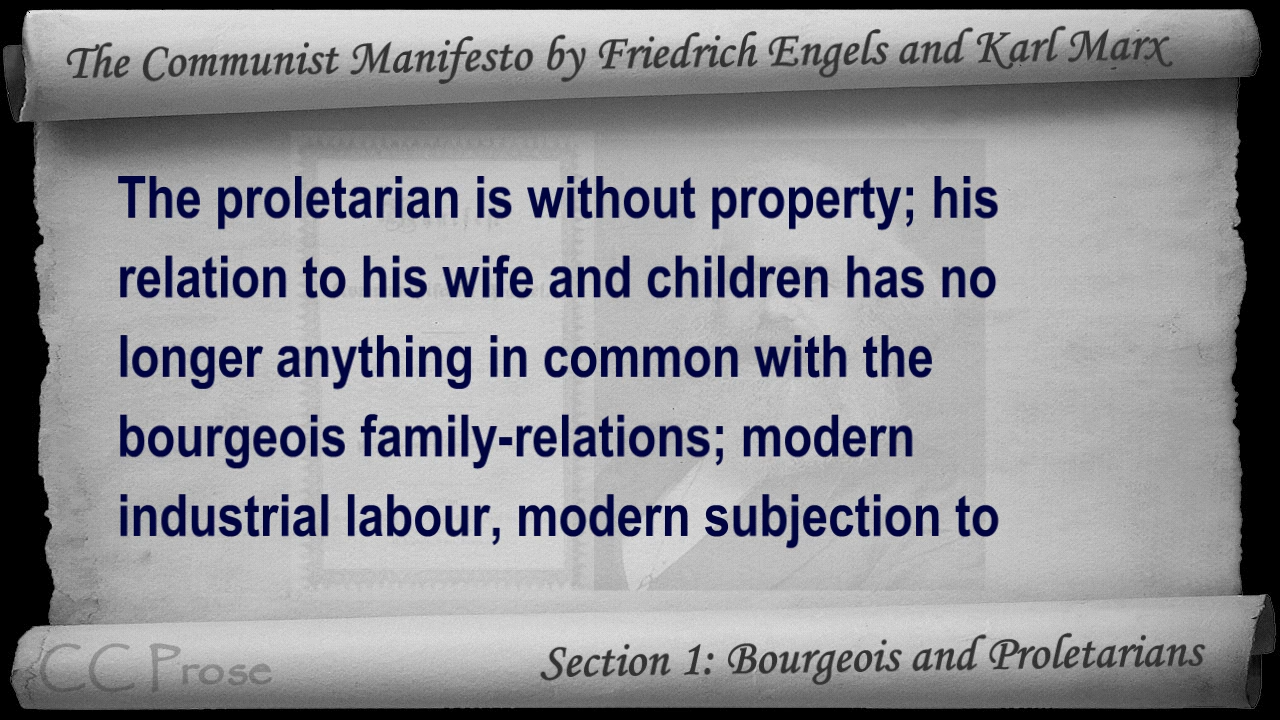 The Communist Manifesto by Friedrich Engels and Karl Marx
The proletarian is without property; his
relation to his wife and children has no
longer anything in common with the
bourgeois family-relations; modern
industrial labour, modern subjection to
CC Prose
Section 1: Bourgeois and Proletarians